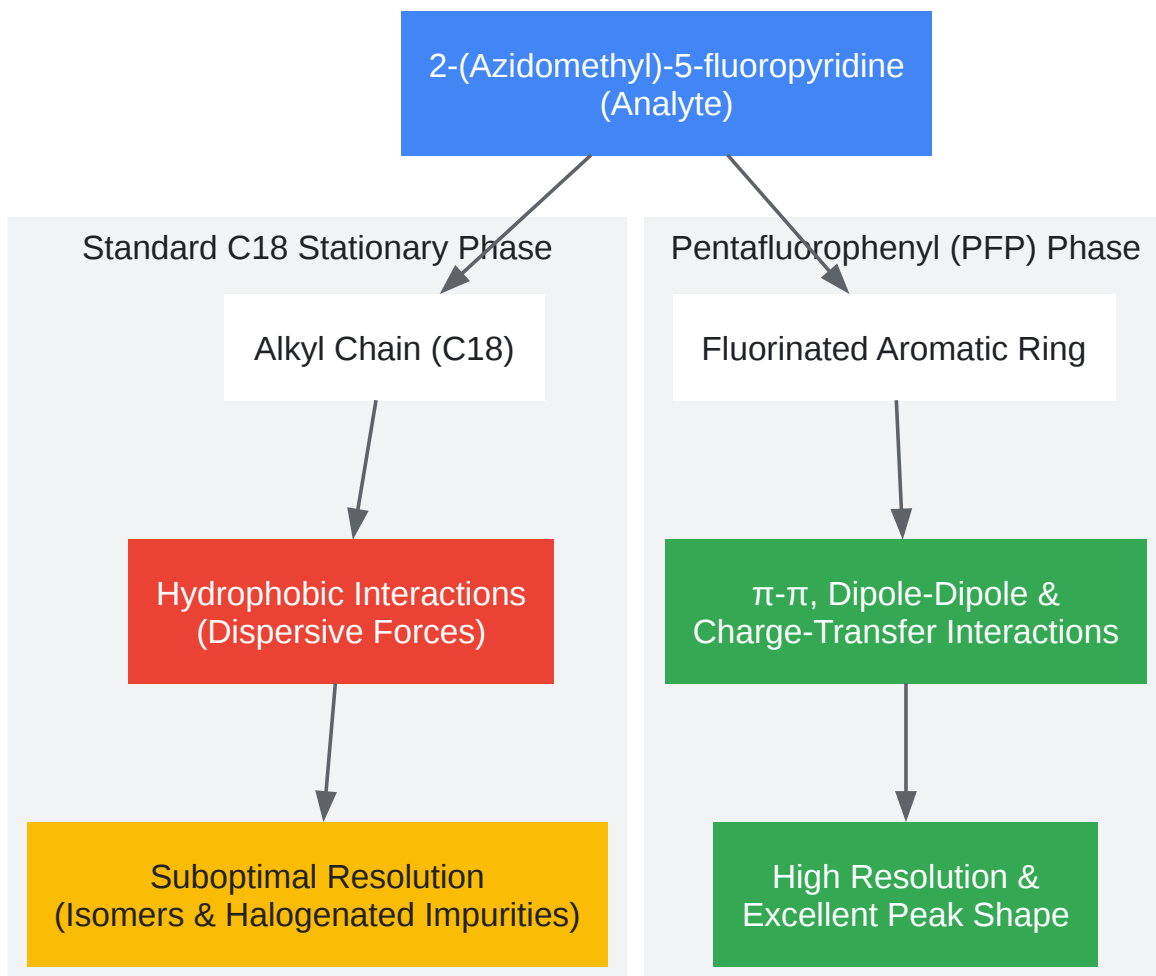 2-(Azidomethyl)-5-fluoropyridine
(Analyte)
Standard C18 Stationary Phase
Alkyl Chain (C18)
Hydrophobic Interactions
(Dispersive Forces)
Suboptimal Resolution
(Isomers & Halogenated Impurities)
Pentafluorophenyl (PFP) Phase
Fluorinated Aromatic Ring
π-π, Dipole-Dipole &
Charge-Transfer Interactions
High Resolution &
Excellent Peak Shape